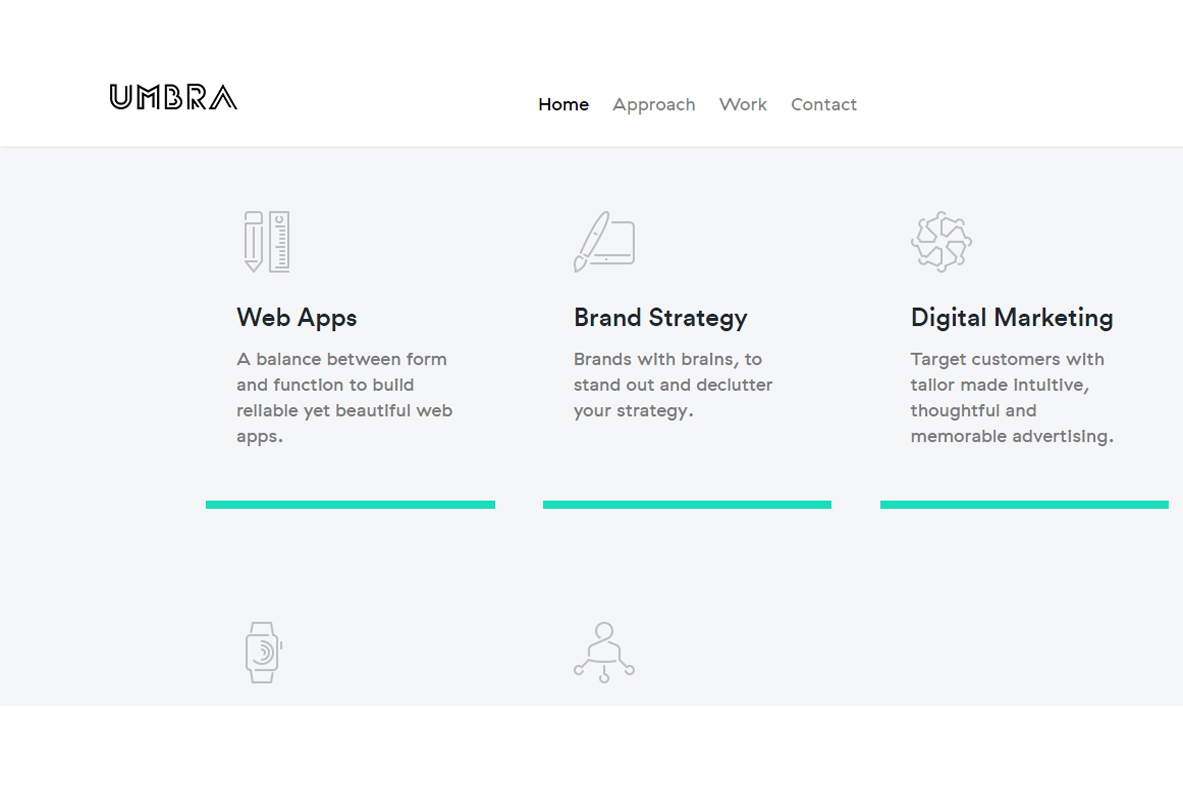 UMBRA
Home Approach Work Contact
Web Apps
A balance between form
and function to build
reliable yet beautiful web
apps.
Brand Strategy
Brands with brains, to
stand out and declutter
your strategy.
Digital Marketing
Target customers with
tailor made intuitive,
thoughtful and
memorable advertising.